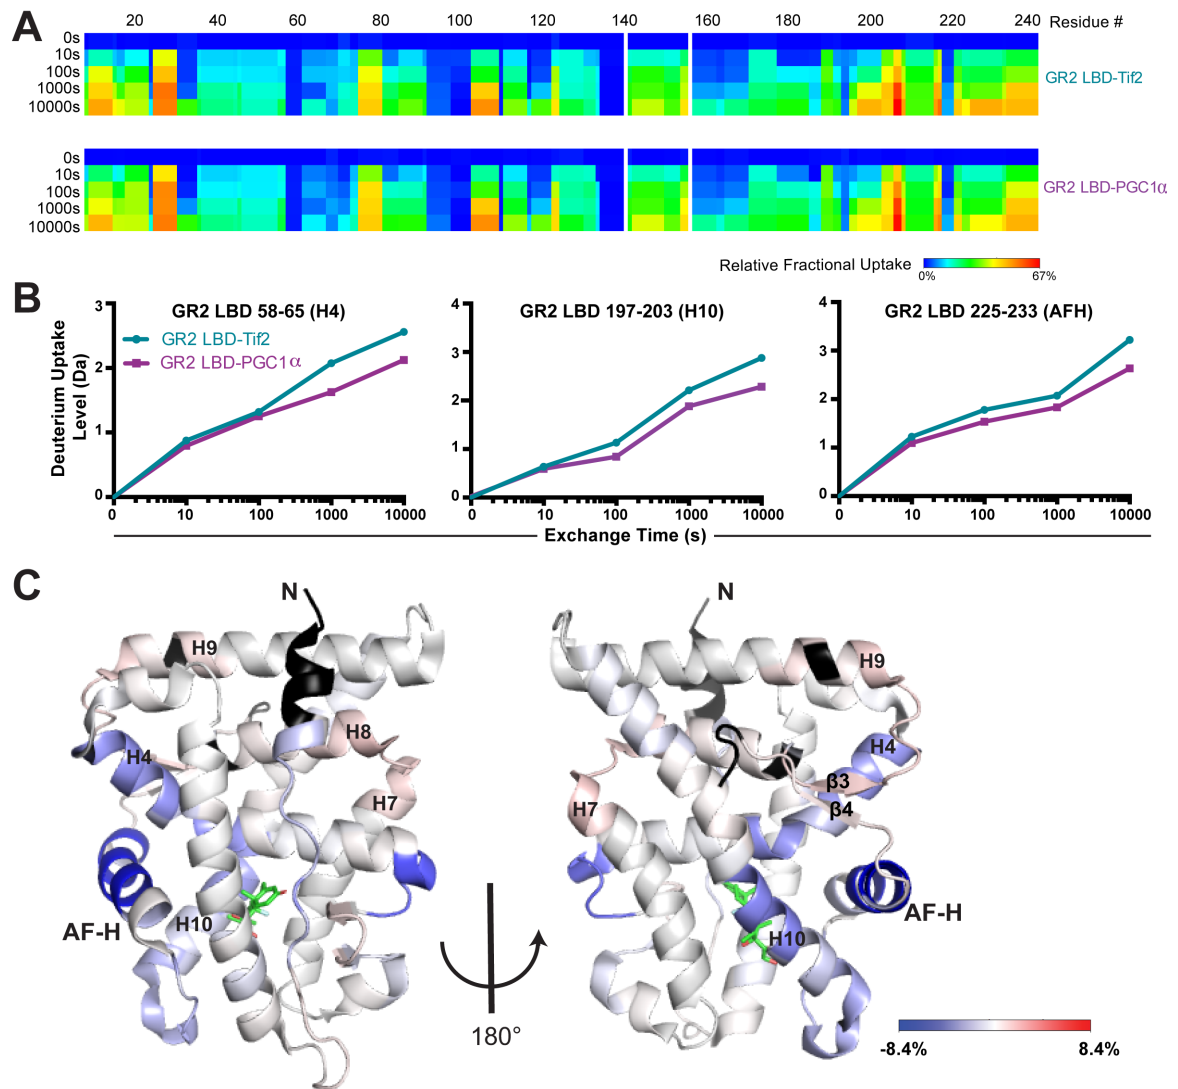 A
20 40 60 80 100 120 140 160 180 200 220 240 Residue #
0s
10s
100s
1000s
10000s
GR2 LBD-Tif2
0s
10s
100s
1000s
10000s
GR2 LBD-PGC1α
Relative Fractional Uptake
0% 67%
B
GR2 LBD 58-65 (H4)
GR2 LBD-Tif2
GR2 LBD-PGC1α
Deuterium Uptake
Level (Da)
3
2
1
0
0 10 100 1000 10000
GR2 LBD 197-203 (H10)
4
3
2
1
0
0 10 100 1000 10000
GR2 LBD 225-233 (AFH)
4
3
2
1
0
0 10 100 1000 10000
Exchange Time (s)
C
N
H9
H8
H4
H7
AF-H
H10
180°
N
H9
H4
β3
β4
H7
AF-H
H10
-8.4% 8.4%